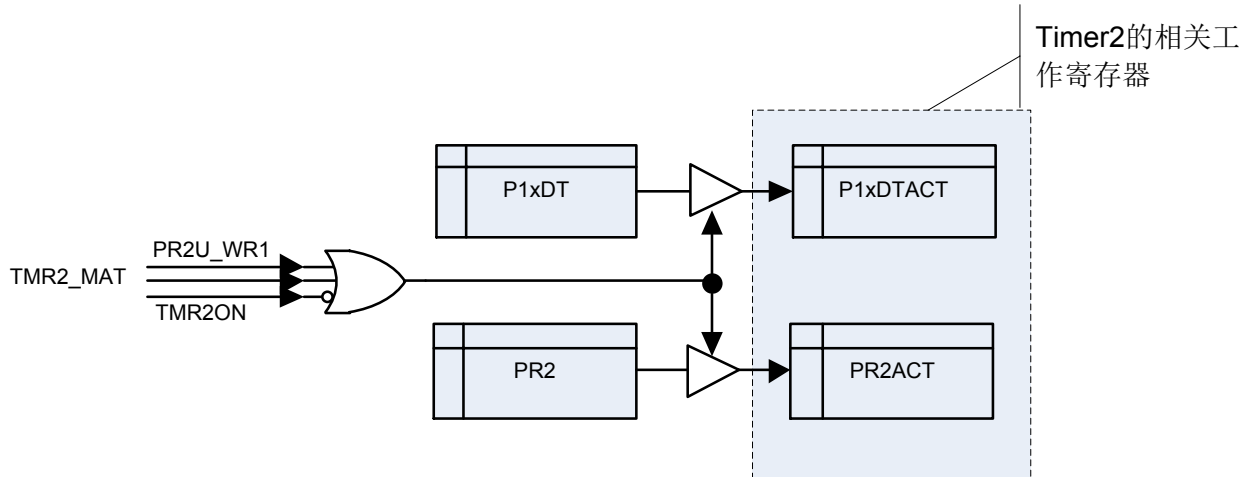 Timer2的相关工
作寄存器
P1xDT
P1xDTACT
PR2U_WR1
TMR2_MAT
TMR2ON
PR2
PR2ACT